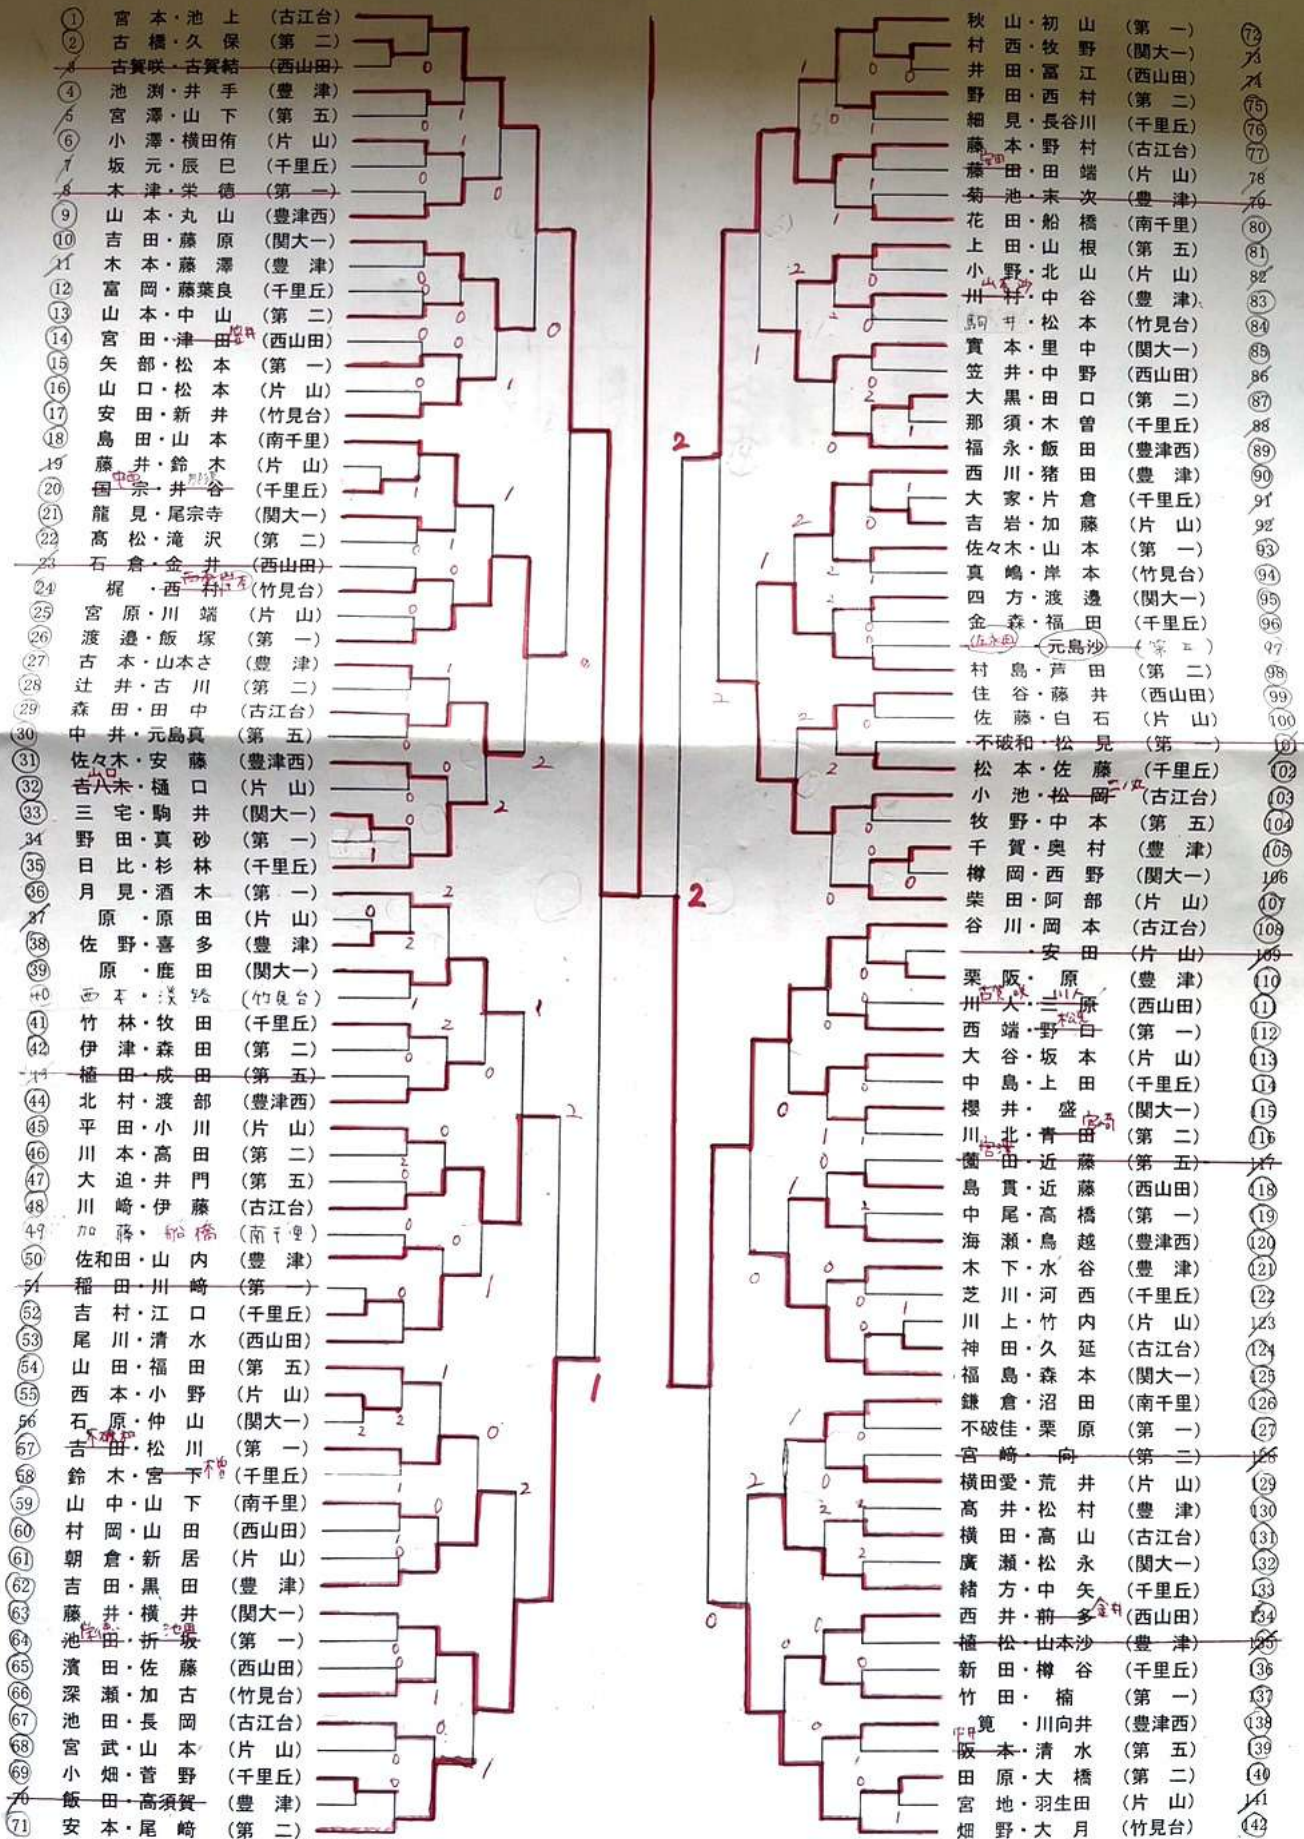 1 宮本・池上 (古江台)
2 古橋・久保 (第二)
3 古賀咲・古賀結 (西山田)
4 池渕・井手 (豊津)
5 宮澤・山下 (第五)
6 小澤・横田侑 (片山)
7 坂元・辰巳 (千里丘)
8 木津・栄徳 (第一)
9 山本・丸山 (豊津西)
10 吉田・藤原 (関大一)
11 木本・藤澤 (豊津)
12 富岡・藤葉良 (千里丘)
13 山本・中山 (第二)
14 宮田・津田 (西山田)
15 矢部・松本 (第一)
16 山口・松本 (片山)
17 安田・新井 (竹見台)
18 島田・山本 (南千里)
19 藤井・鈴木 (片山)
中西
20 国宗・井谷 (千里丘)
21 龍見・尾宗寺 (関大一)
22 髙松・滝沢 (第二)
23 石倉・金井 (西山田)
24 梶・西村 (竹見台)
25 宮原・川端 (片山)
26 渡邉・飯塚 (第一)
27 古本・山本さ (豊津)
28 辻井・古川 (第二)
29 森田・田中 (古江台)
30 中井・元島真 (第五)
31 佐々木・安藤 (豊津西)
山口
32 吉八木・樋口 (片山)
33 三宅・駒井 (関大一)
34 野田・真砂 (第一)
35 日比・杉林 (千里丘)
36 月見・酒木 (第一)
37 原・原田 (片山)
38 佐野・喜多 (豊津)
39 原・鹿田 (関大一)
40 西本・淡路 (竹見台)
41 竹林・牧田 (千里丘)
42 伊津・森田 (第二)
43 植田・成田 (第五)
44 北村・渡部 (豊津西)
45 平田・小川 (片山)
46 川本・高田 (第二)
47 大迫・井門 (第五)
48 川﨑・伊藤 (古江台)
49 加藤・船橋 (南千里)
50 佐和田・山内 (豊津)
51 稲田・川﨑 (第一)
52 吉村・江口 (千里丘)
53 尾川・清水 (西山田)
54 山田・福田 (第五)
55 西本・小野 (片山)
56 石原・仲山 (関大一)
不破和
57 吉田・松川 (第一)
58 鈴木・宮下 (千里丘)
59 山中・山下 (南千里)
60 村岡・山田 (西山田)
61 朝倉・新居 (片山)
62 吉田・黒田 (豊津)
63 藤井・横井 (関大一)
池田
64 池田・折坂 (第一)
65 濱田・佐藤 (西山田)
66 深瀬・加古 (竹見台)
67 池田・長岡 (古江台)
68 宮武・山本 (片山)
69 小畑・菅野 (千里丘)
70 飯田・高須賀 (豊津)
71 安本・尾﨑 (第二)
秋山・初山 (第一) 72
村西・牧野 (関大一) 73
井田・冨江 (西山田) 74
野田・西村 (第二) 75
細見・長谷川 (千里丘) 76
藤本・野村 (古江台) 77
藤田・田端 (片山) 78
菊池・末次 (豊津) 79
花田・船橋 (南千里) 80
上田・山根 (第五) 81
小野・北山 (片山) 82
山本沙
川村・中谷 (豊津) 83
駒井・松本 (竹見台) 84
實本・里中 (関大一) 85
笠井・中野 (西山田) 86
大黒・田口 (第二) 87
那須・木曽 (千里丘) 88
福永・飯田 (豊津西) 89
西川・猪田 (豊津) 90
大家・片倉 (千里丘) 91
吉岩・加藤 (片山) 92
佐々木・山本 (第一) 93
真嶋・岸本 (竹見台) 94
四方・渡邊 (関大一) 95
金森・福田 (千里丘) 96
元島沙 (第五) 97
村島・芦田 (第二) 98
住谷・藤井 (西山田) 99
佐藤・白石 (片山) 100
不破和・松見 (第一) 101
松本・佐藤 (千里丘) 102
小池・松岡 二ノ丸 (古江台) 103
牧野・中本 (第五) 104
千賀・奥村 (豊津) 105
樽岡・西野 (関大一) 106
柴田・阿部 (片山) 107
谷川・岡本 (古江台) 108
・安田 (片山) 109
栗阪・原 (豊津) 110
古賀咲 川人
川人・三原 (西山田) 111
松見
西端・野口 (第一) 112
大谷・坂本 (片山) 113
中島・上田 (千里丘) 114
櫻井・盛 (関大一) 115
宮崎
川北・青田 (第二) 116
宮澤
薗田・近藤 (第五) 117
島貫・近藤 (西山田) 118
中尾・高橋 (第一) 119
海瀬・鳥越 (豊津西) 120
木下・水谷 (豊津) 121
芝川・河西 (千里丘) 122
川上・竹内 (片山) 123
神田・久延 (古江台) 124
福島・森本 (関大一) 125
鎌倉・沼田 (南千里) 126
不破佳・栗原 (第一) 127
宮﨑・向 (第二) 128
横田愛・荒井 (片山) 129
髙井・松村 (豊津) 130
横田・高山 (古江台) 131
廣瀬・松永 (関大一) 132
緒方・中矢 (千里丘) 133
西井・前多 金井 (西山田) 134
植松・山本沙 (豊津) 135
新田・樽谷 (千里丘) 136
竹田・楠 (第一) 137
筧・川向井 (豊津西) 138
中井
阪本・清水 (第五) 139
田原・大橋 (第二) 140
宮地・羽生田 (片山) 141
畑野・大月 (竹見台) 142